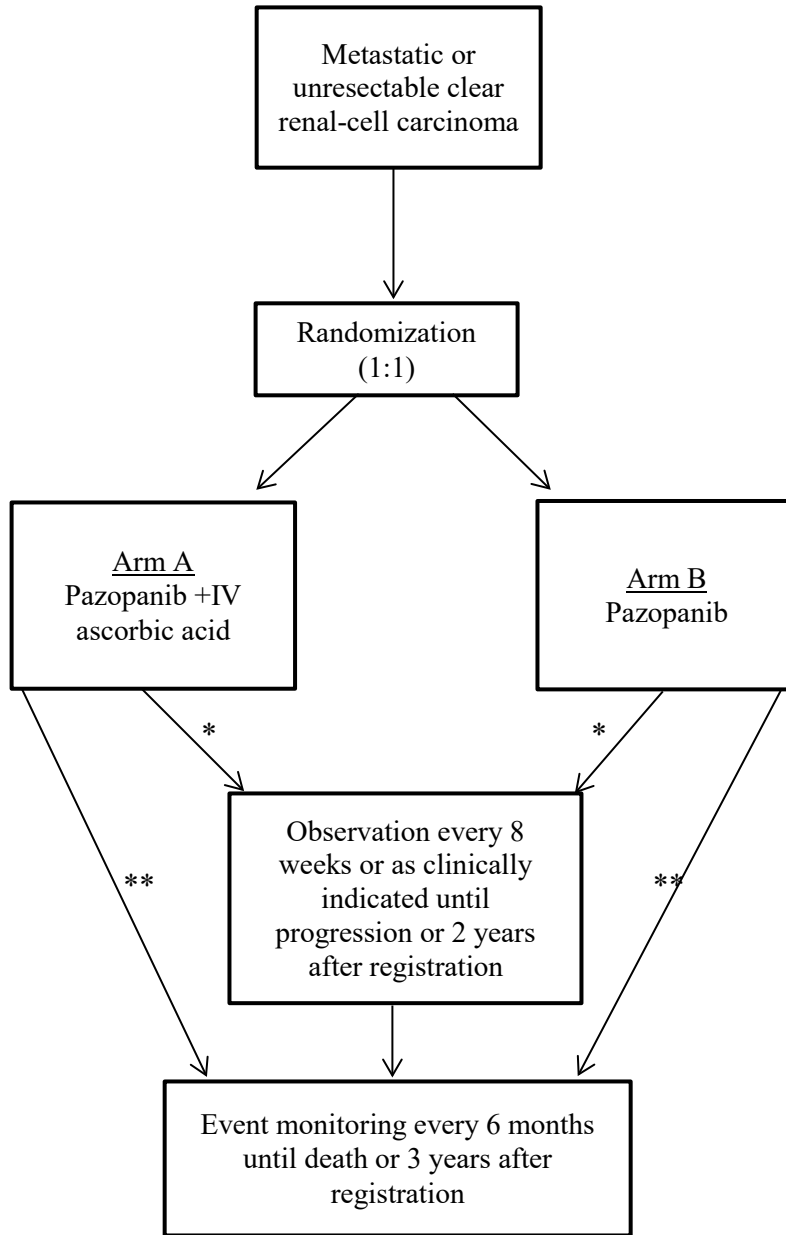 Metastatic or
unresectable clear
renal-cell carcinoma
Randomization
(1:1)
Arm A
Pazopanib +IV
ascorbic acid
Arm B
Pazopanib
*
*
Observation every 8
weeks or as clinically
indicated until
progression or 2 years
after registration
**
**
Event monitoring every 6 months
until death or 3 years after
registration